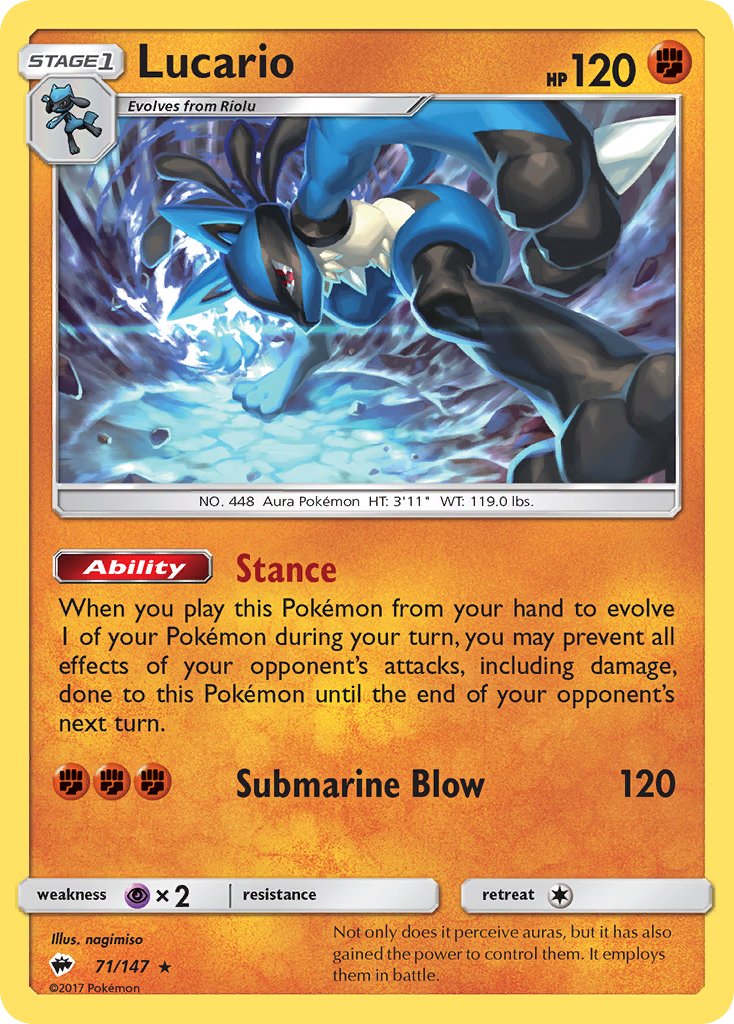 STAGE1
Lucario
HP 120
Evolves from Riolu
NO. 448 Aura Pokémon HT: 3'11" WT: 119.0 lbs.
Ability Stance
When you play this Pokémon from your hand to evolve
1 of your Pokémon during your turn, you may prevent all
effects of your opponent's attacks, including damage,
done to this Pokémon until the end of your opponent's
next turn.
Submarine Blow 120
weakness ×2 resistance retreat
Illus. nagimiso
71/147 ★
©2017 Pokémon
Not only does it perceive auras, but it has also
gained the power to control them. It employs
them in battle.